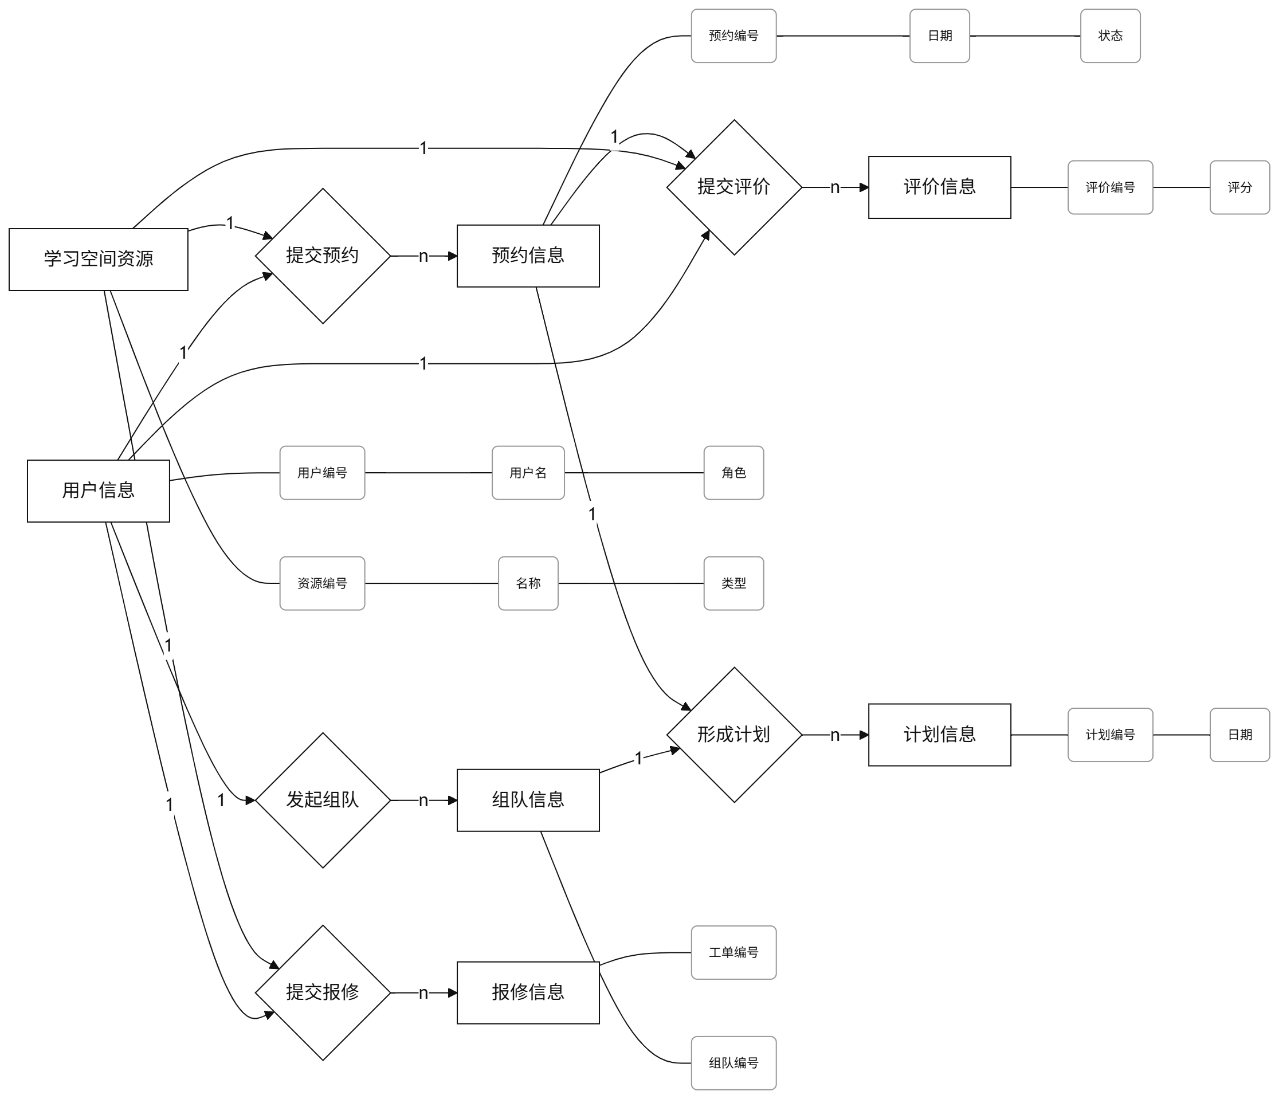 预约编号
日期
状态
1
1
提交评价
n
评价信息
评价编号
评分
1
学习空间资源
提交预约
n
预约信息
1
1
用户信息
用户编号
用户名
角色
1
资源编号
名称
类型
1
形成计划
n
计划信息
计划编号
日期
1
1
1
发起组队
n
组队信息
工单编号
提交报修
n
报修信息
组队编号